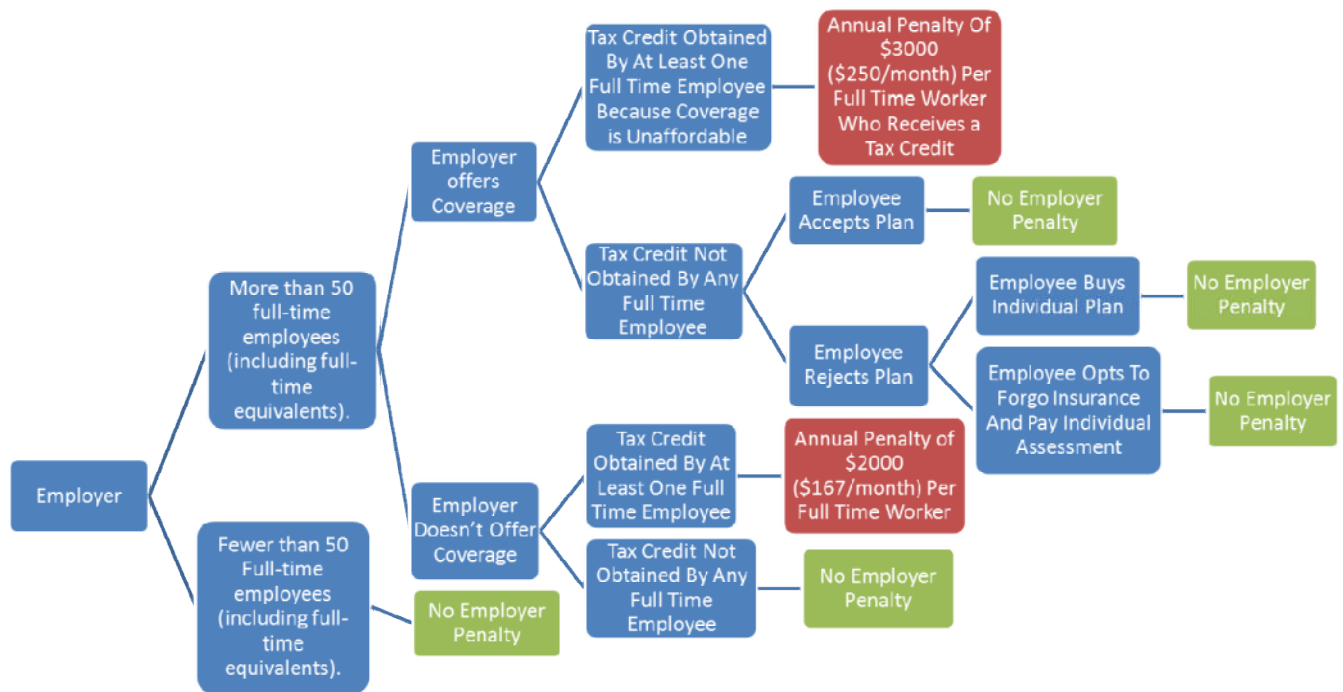 Tax Credit Obtained
By At Least One
Full Time Employee
Because Coverage
is Unaffordable
Annual Penalty Of
$3000
($250/month) Per
Full Time Worker
Who Receives a
Tax Credit
Employer
offers
Coverage
Employee
Accepts Plan
No Employer
Penalty
Tax Credit Not
Obtained By Any
Full Time
Employee
More than 50
full-time
employees
(including full-
time
equivalents).
Employee Buys
Individual Plan
No Employer
Penalty
Employee
Rejects Plan
Employee Opts To
Forgo Insurance
And Pay Individual
Assessment
No Employer
Penalty
Employer
Tax Credit
Obtained By At
Least One Full
Time Employee
Annual Penalty of
$2000
($167/month) Per
Full Time Worker
Employer
Doesn't Offer
Coverage
Fewer than 50
Full-time
employees
(including full-
time
equivalents).
No Employer
Penalty
Tax Credit Not
Obtained By Any
Full Time
Employee
No Employer
Penalty